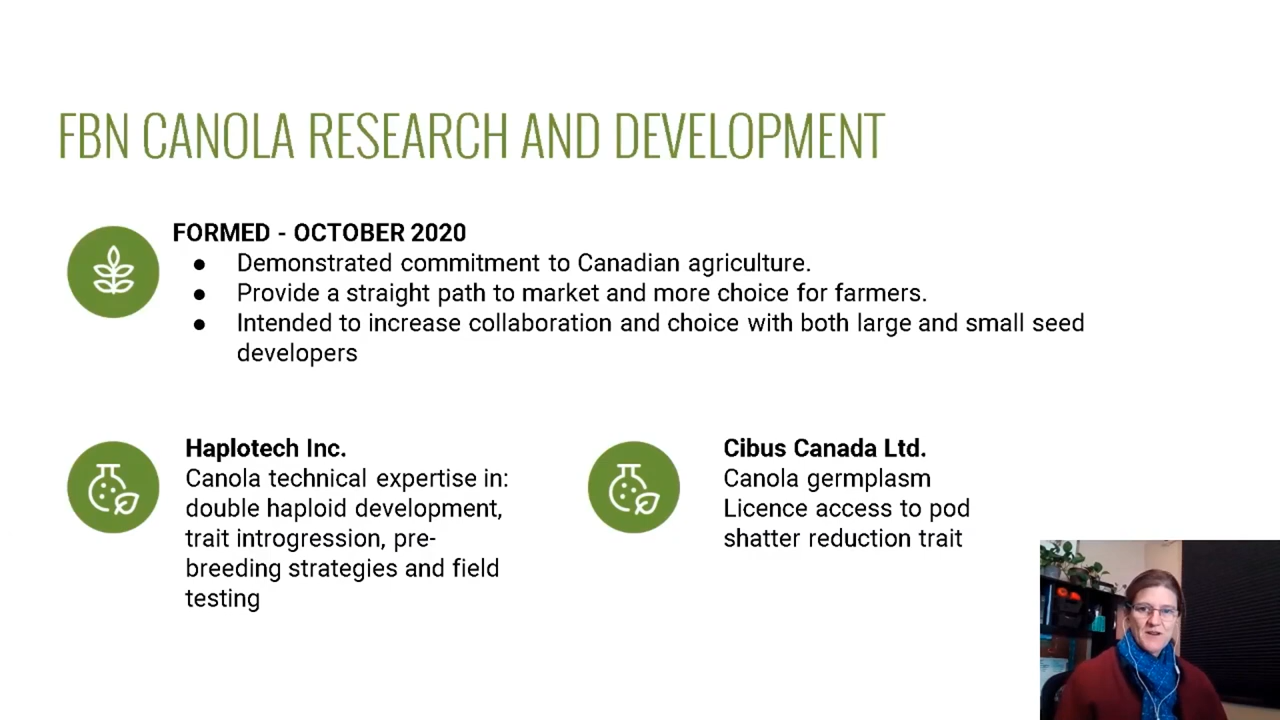 FBN CANOLA RESEARCH AND DEVELOPMENT
FORMED - OCTOBER 2020
● Demonstrated commitment to Canadian agriculture.
● Provide a straight path to market and more choice for farmers.
● Intended to increase collaboration and choice with both large and small seed
developers
Haplotech Inc.
Canola technical expertise in:
double haploid development,
trait introgression, pre-
breeding strategies and field
testing
Cibus Canada Ltd.
Canola germplasm
Licence access to pod
shatter reduction trait